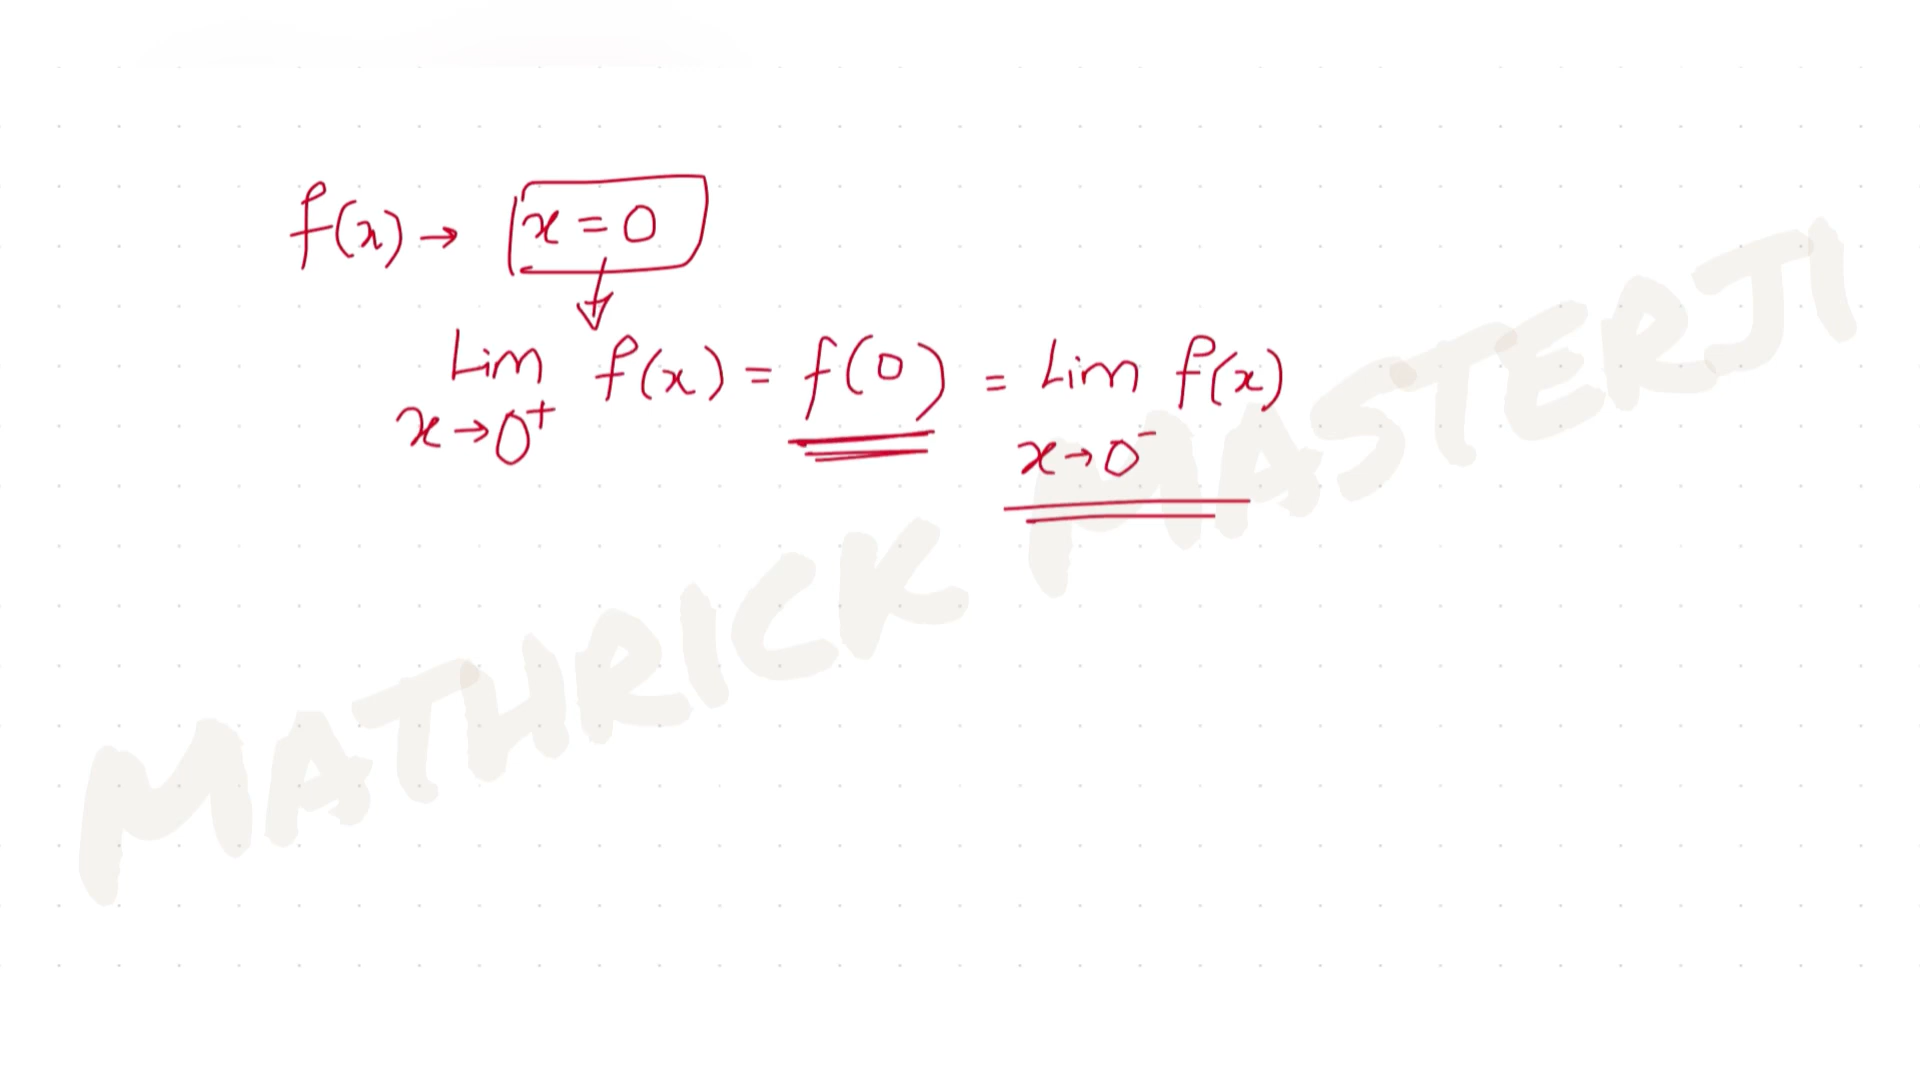 f(x) → x = 0
Lim f(x) = f(0) = Lim f(x)
x→0⁺ x→0⁻
MATHRICK MASTERJI